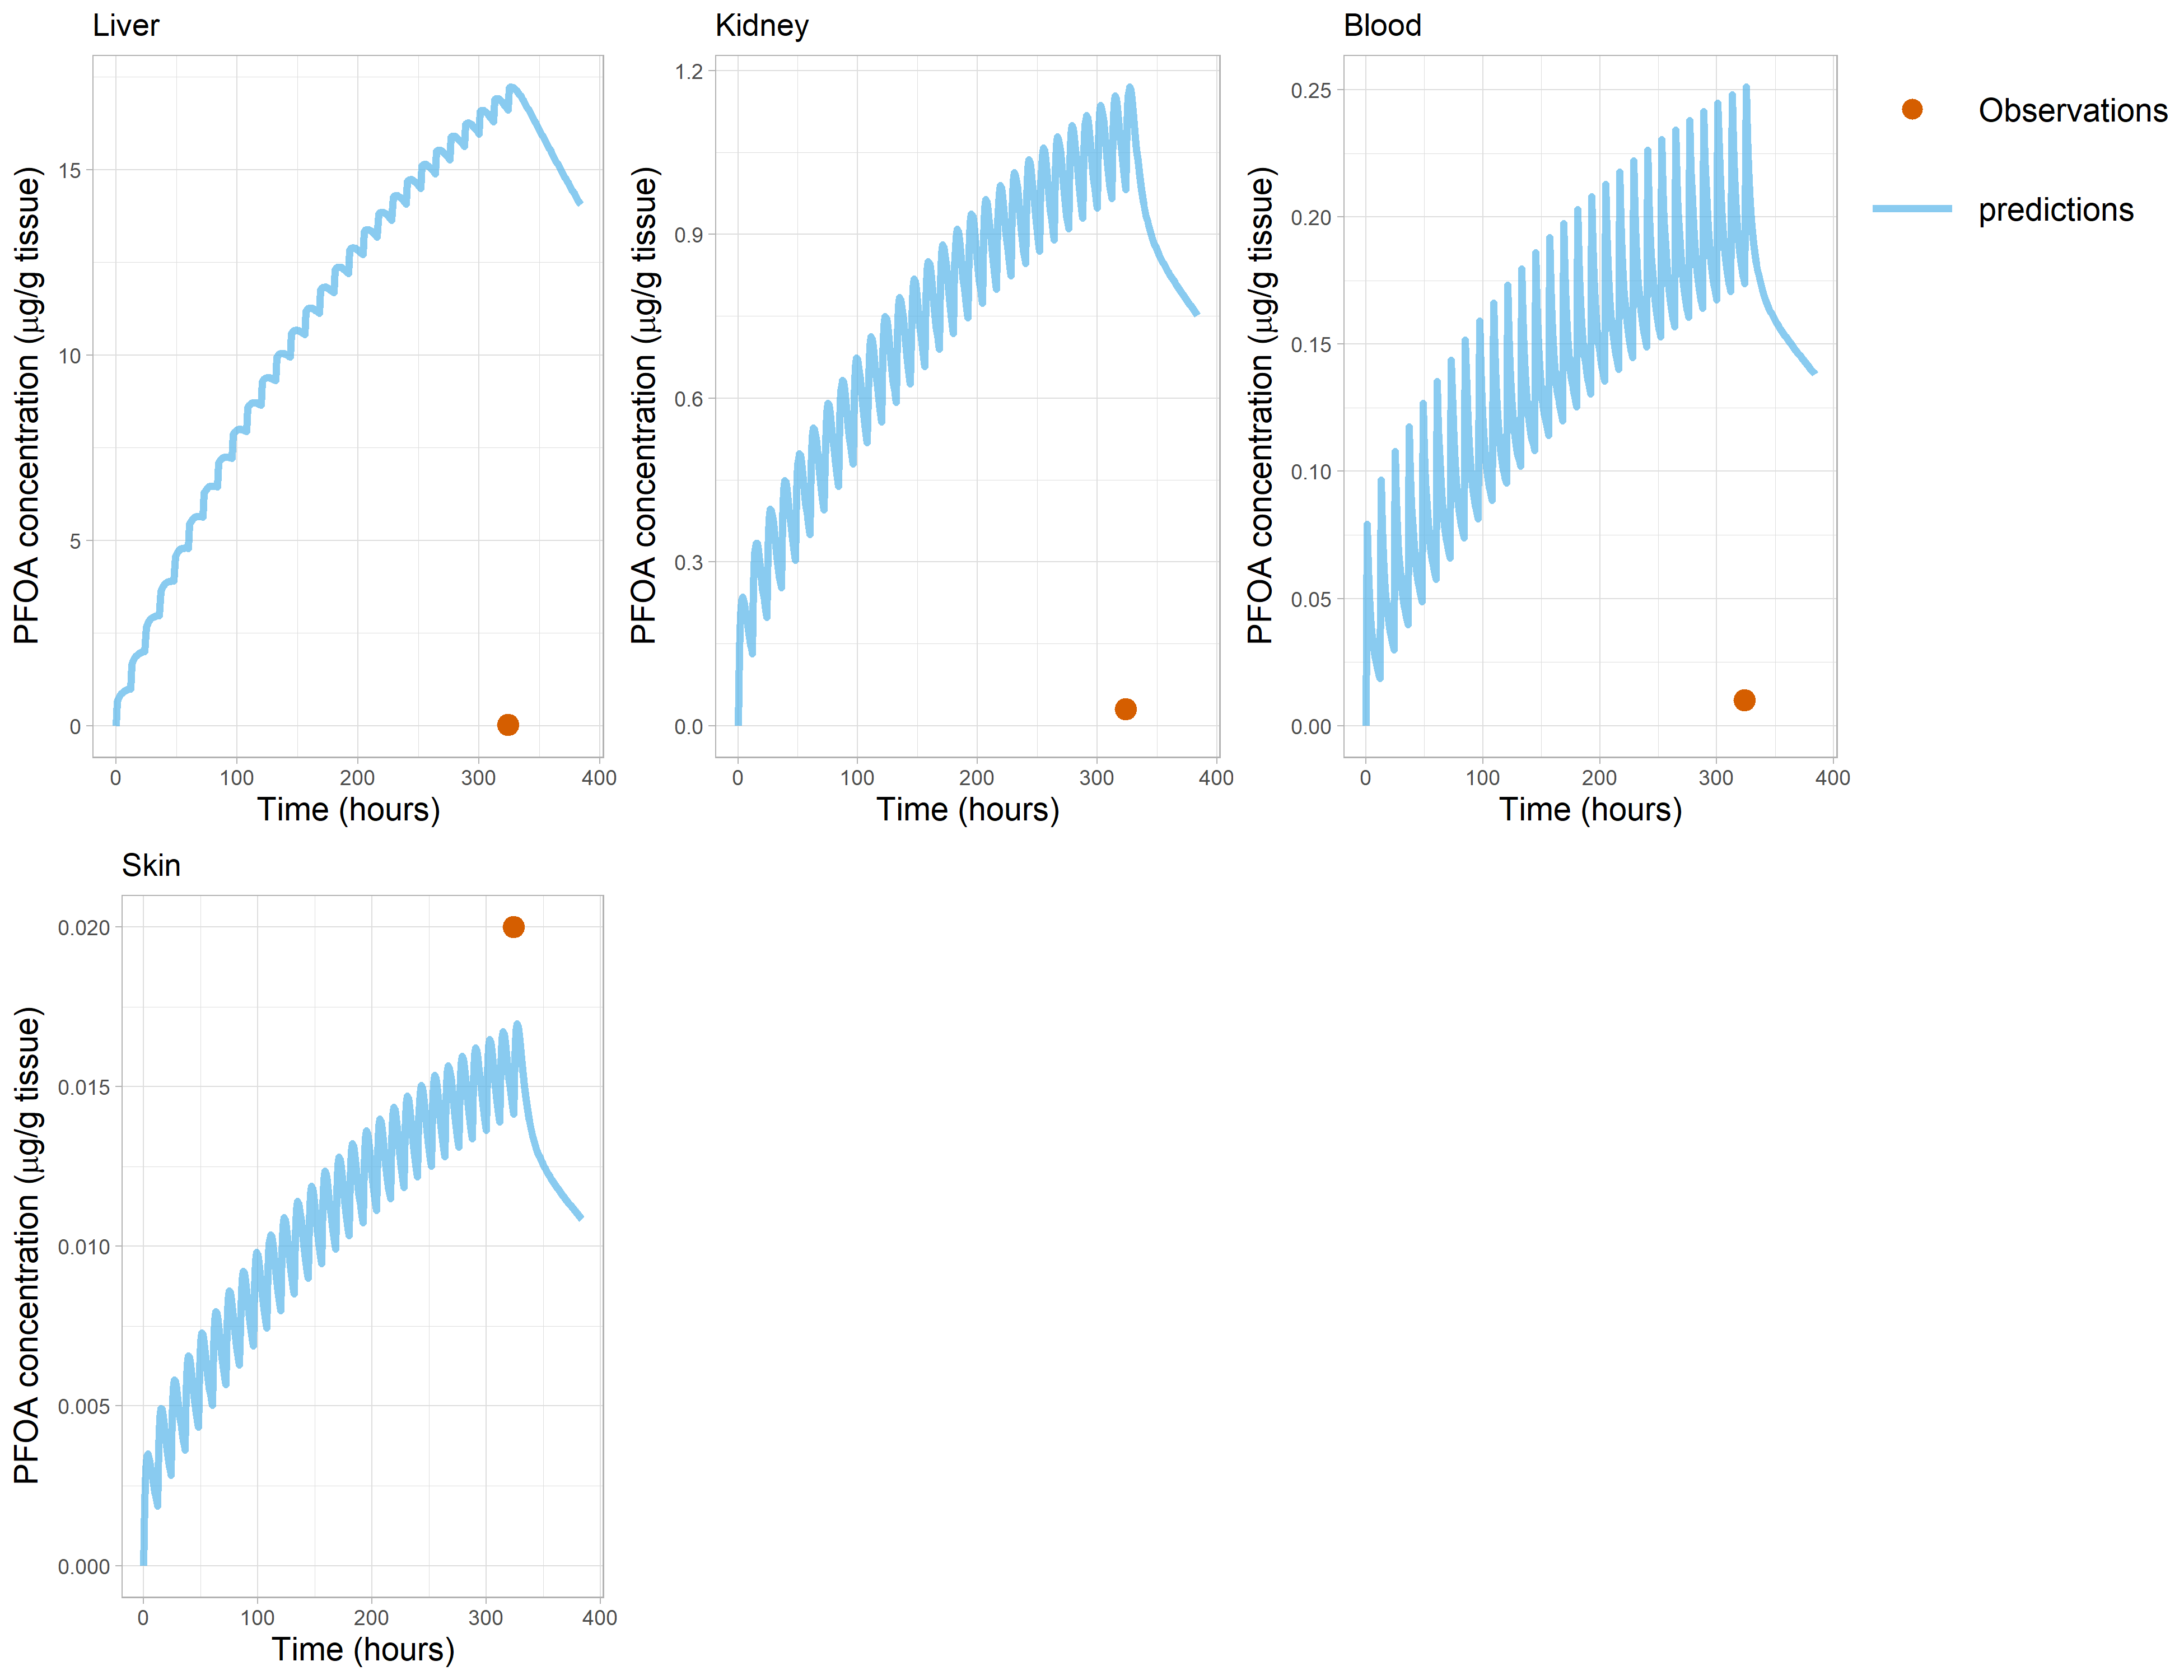 Liver
PFOA concentration (μg/g tissue)
15
10
5
0
0 100 200 300 400
Time (hours)
Kidney
PFOA concentration (μg/g tissue)
1.2
0.9
0.6
0.3
0.0
0 100 200 300 400
Time (hours)
Blood
PFOA concentration (μg/g tissue)
0.25
0.20
0.15
0.10
0.05
0.00
0 100 200 300 400
Time (hours)
Observations
predictions
Skin
PFOA concentration (μg/g tissue)
0.020
0.015
0.010
0.005
0.000
0 100 200 300 400
Time (hours)